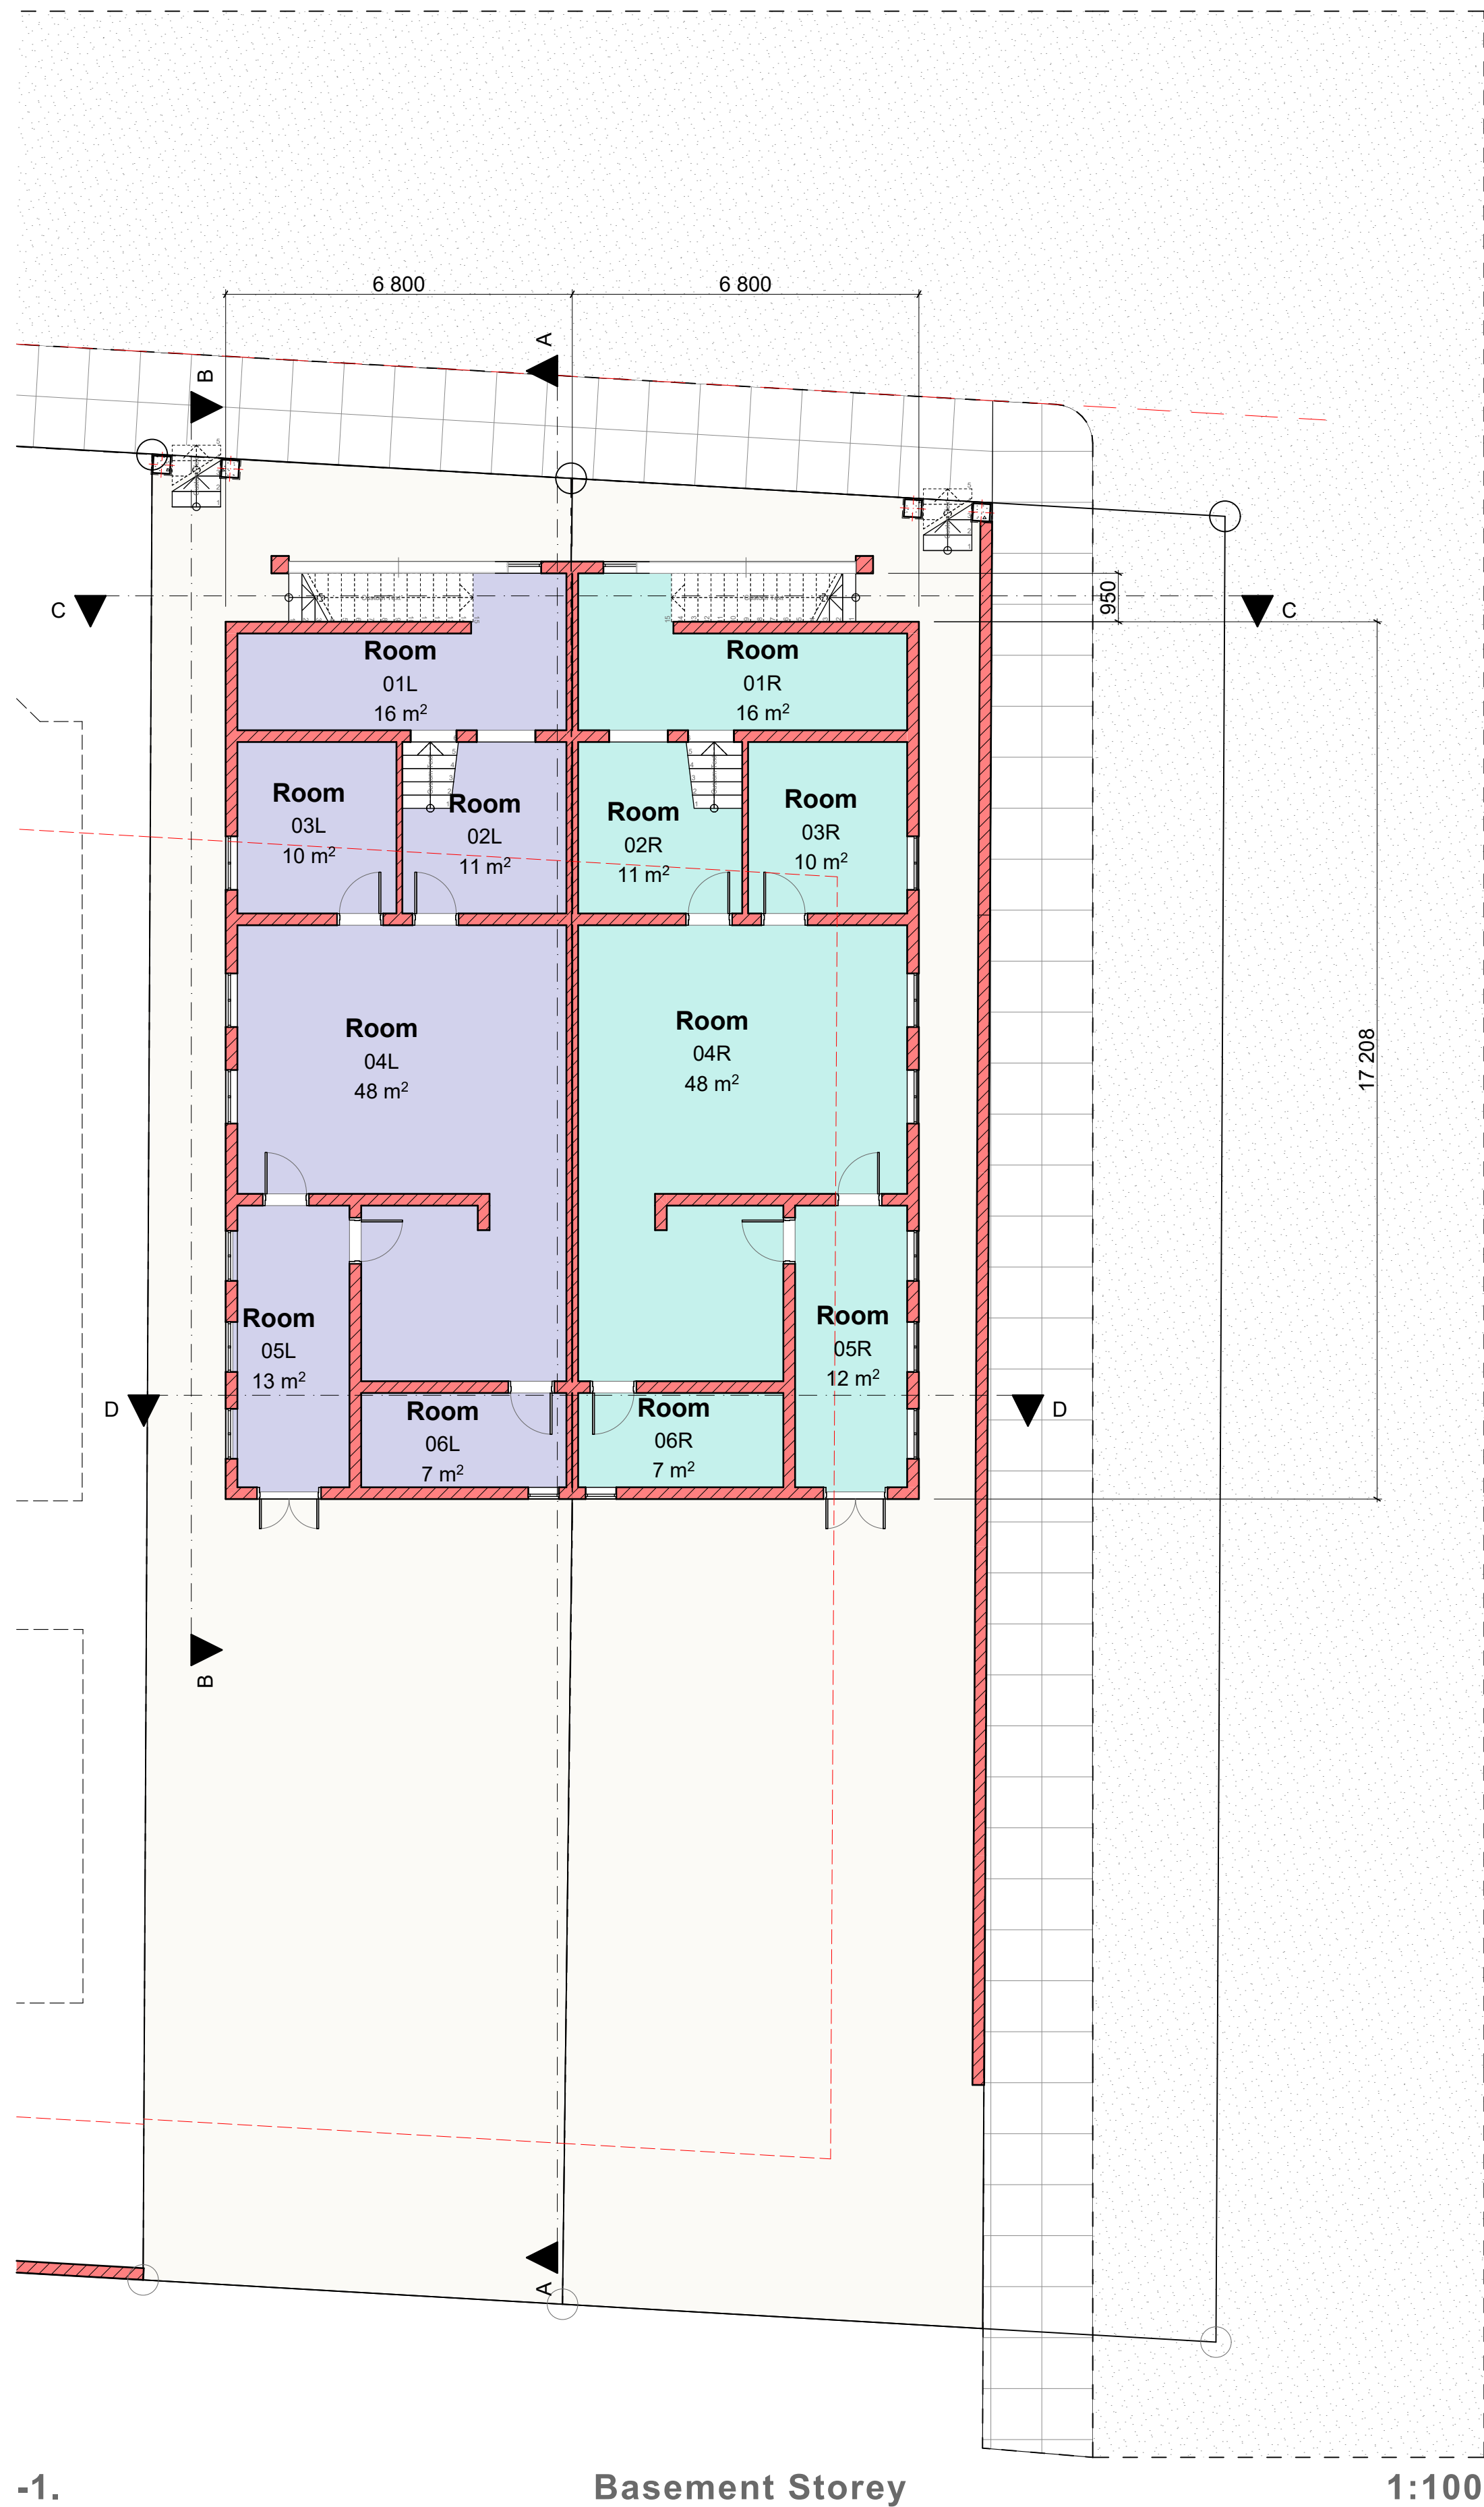 6 800
6 800
A
B
950
C
C
Room
01L
16 m²
Room
01R
16 m²
Room
03L
10 m²
Room
02L
11 m²
Room
02R
11 m²
Room
03R
10 m²
17 208
Room
04L
48 m²
Room
04R
48 m²
Room
05L
13 m²
Room
05R
12 m²
D
D
Room
06L
7 m²
Room
06R
7 m²
B
A
-1.
Basement Storey
1:100